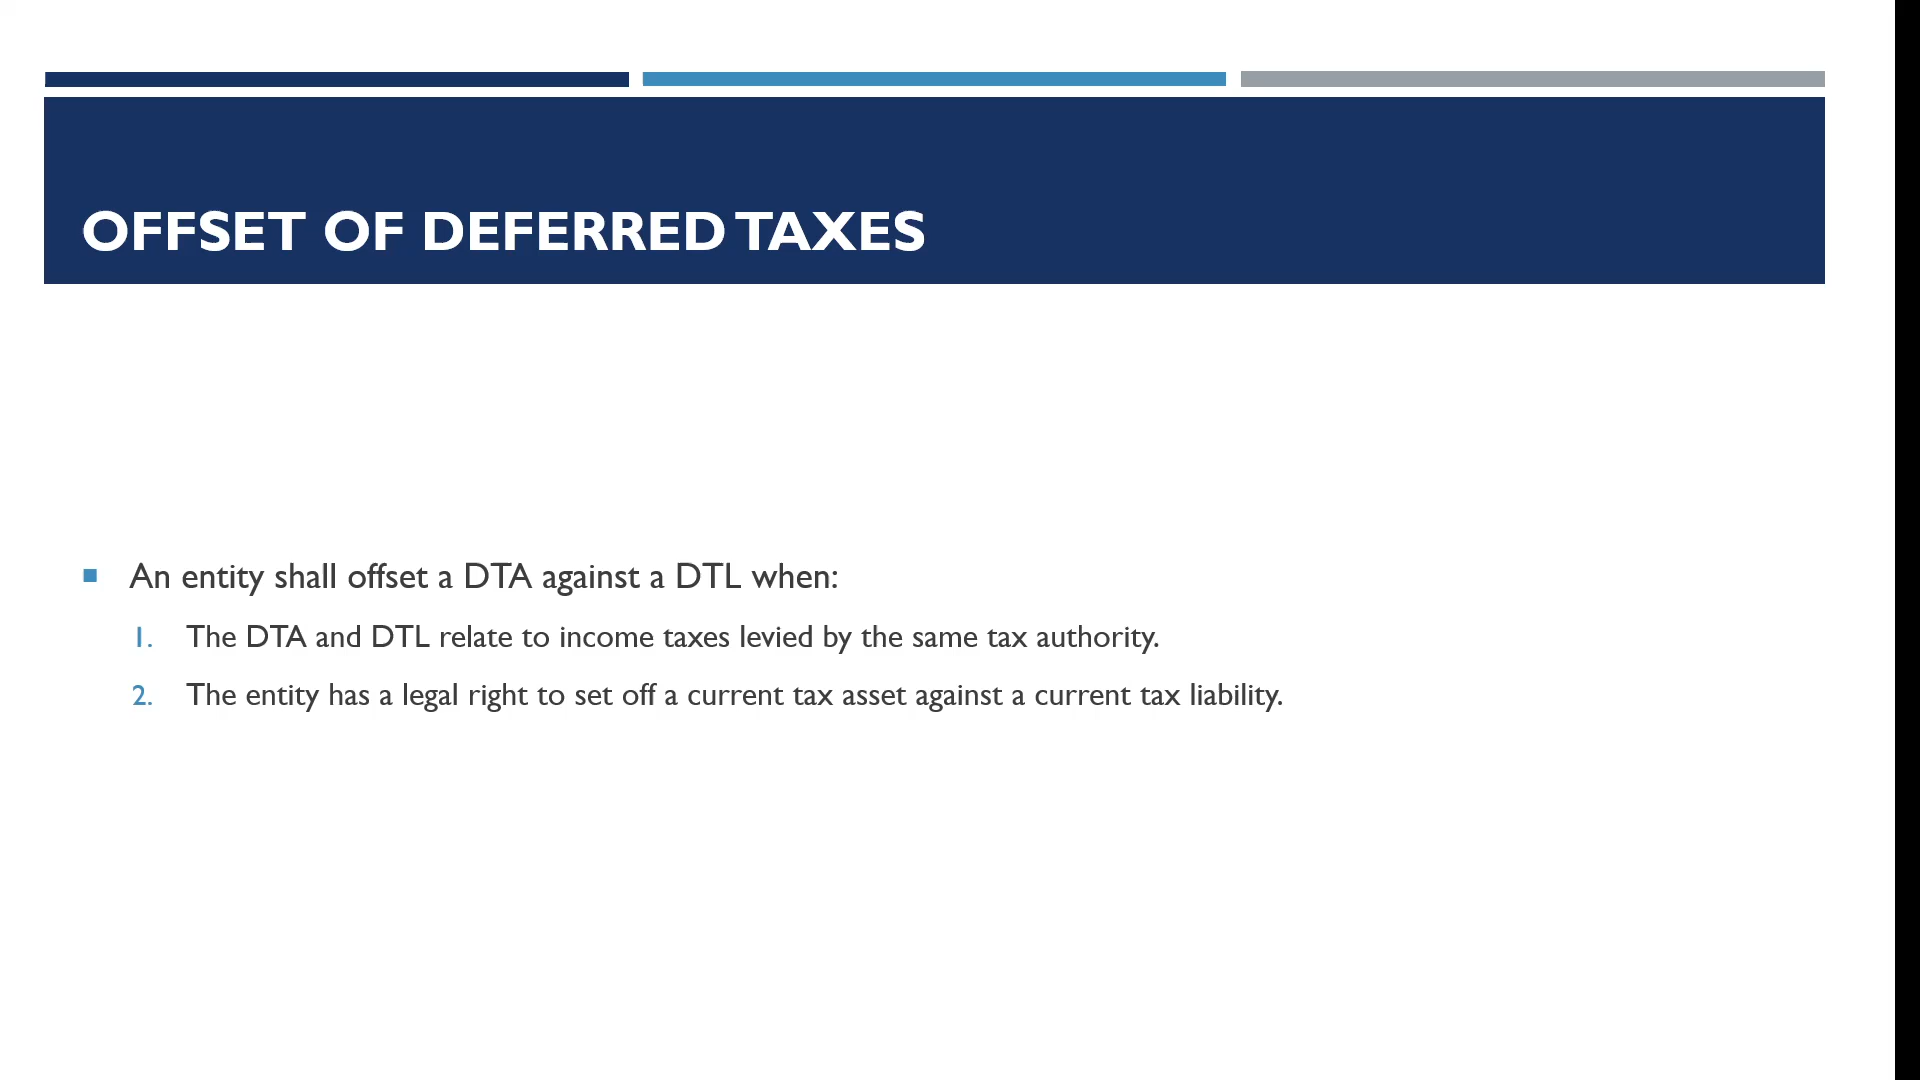 OFFSET OF DEFERRED TAXES
▪ An entity shall offset a DTA against a DTL when:
1. The DTA and DTL relate to income taxes levied by the same tax authority.
2. The entity has a legal right to set off a current tax asset against a current tax liability.